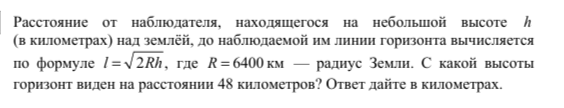 Расстояние от наблюдателя, находящегося на небольшой высоте h
(в километрах) над землёй, до наблюдаемой им линии горизонта вычисляется
по формуле l = √2Rh, где R = 6400 км — радиус Земли. С какой высоты
горизонт виден на расстоянии 48 километров? Ответ дайте в километрах.